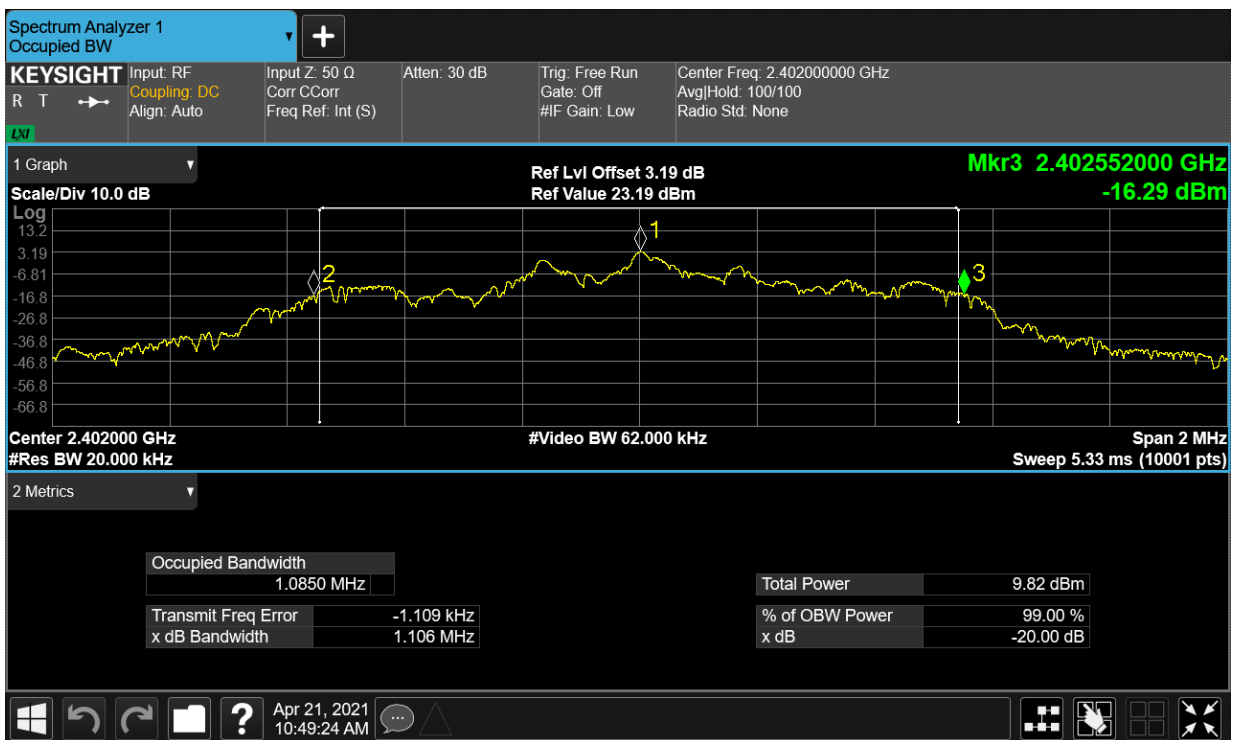 Spectrum Analyzer 1
Occupied BW
KEYSIGHT
R T
LXI
Input: RF
Coupling: DC
Align: Auto
Input Z: 50 Ω
Corr CCorr
Freq Ref: Int (S)
Atten: 30 dB
Trig: Free Run
Gate: Off
#IF Gain: Low
Center Freq: 2.402000000 GHz
Avg|Hold: 100/100
Radio Std: None
1 Graph
Scale/Div 10.0 dB
Ref Lvl Offset 3.19 dB
Ref Value 23.19 dBm
Mkr3 2.402552000 GHz
-16.29 dBm
Log
13.2
3.19
-6.81
-16.8
-26.8
-36.8
-46.8
-56.8
-66.8
1
2
3
Center 2.402000 GHz
#Video BW 62.000 kHz
Span 2 MHz
#Res BW 20.000 kHz
Sweep 5.33 ms (10001 pts)
2 Metrics
Occupied Bandwidth
1.0850 MHz
Transmit Freq Error -1.109 kHz
x dB Bandwidth 1.106 MHz
Total Power 9.82 dBm
% of OBW Power 99.00 %
x dB -20.00 dB
?
Apr 21, 2021
10:49:24 AM